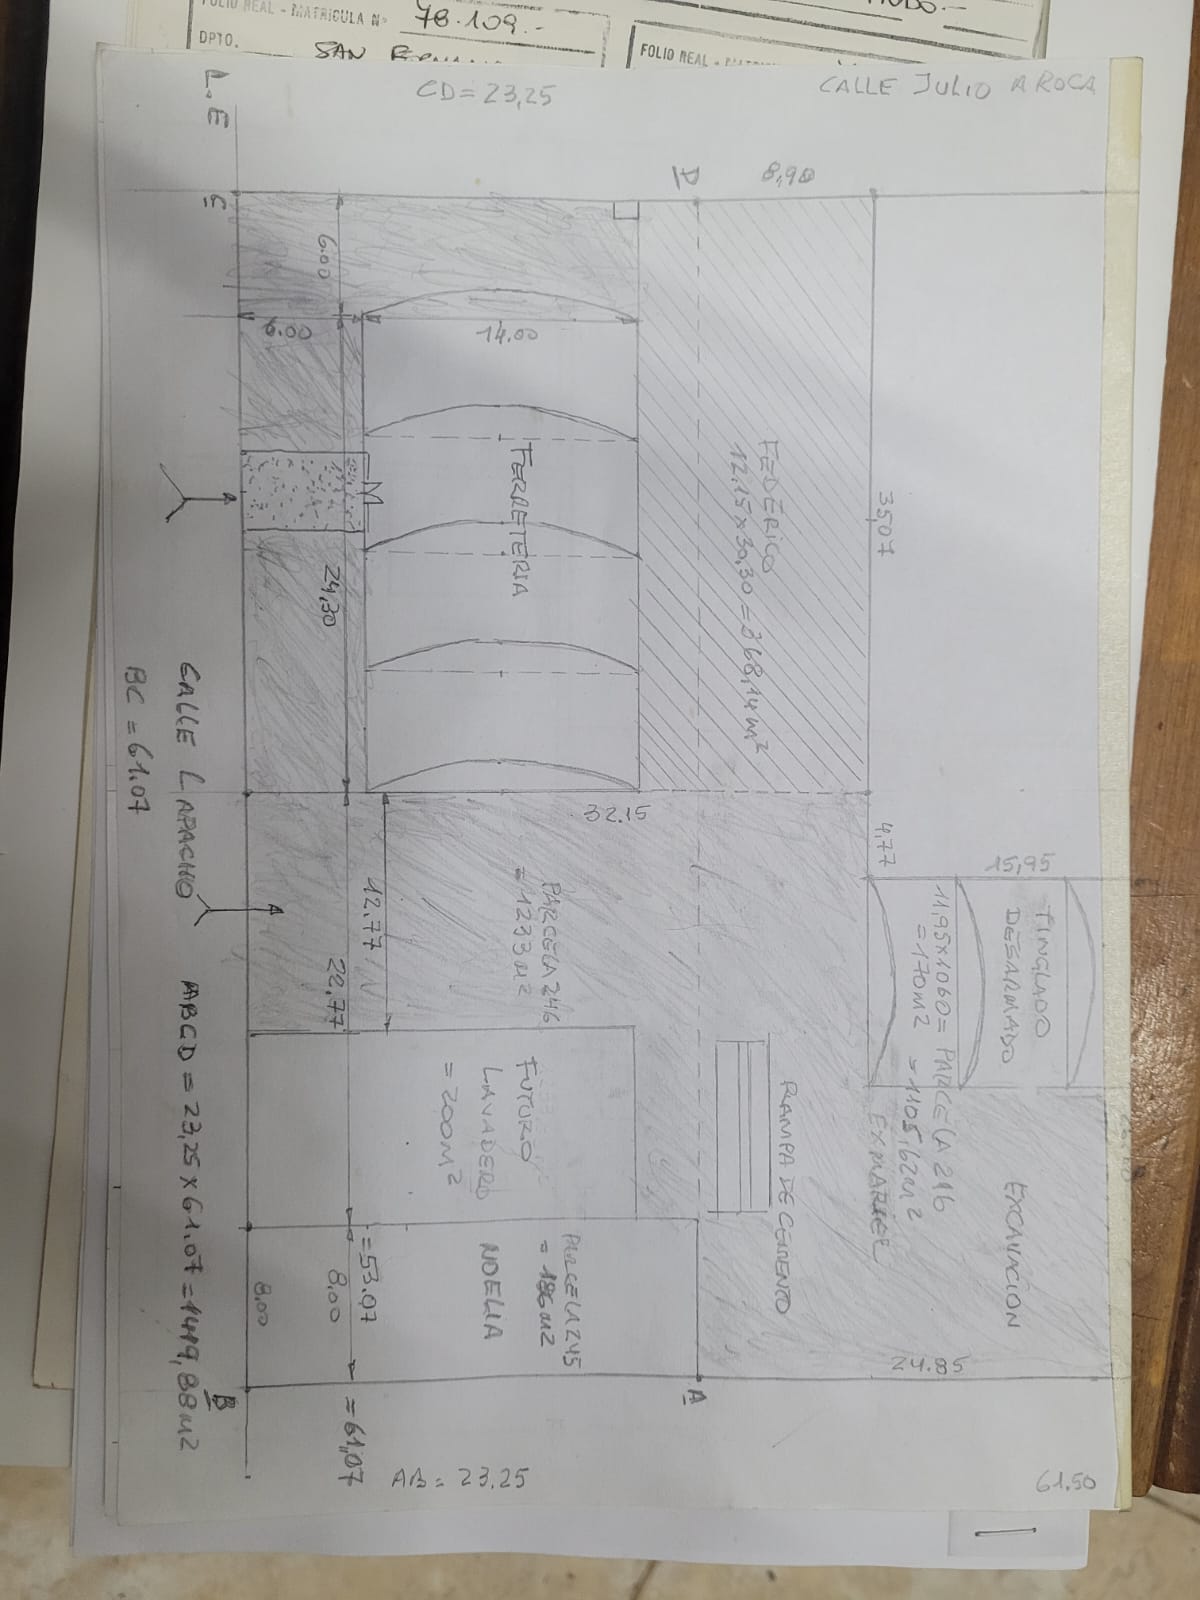 CALLE JULIO A ROCA
61.50
TINGLADO
DESARMADO
15,95
EXCAVACION
11,95x1060=
=170m2
PARCELA 216
=1105,62m2
EXMARIEL
24.85
3507
4,77
8,90
FEDERICO
12.15x30.30=368,14m²
RAMPA DE CEMENTO
A
32.15
CD=23,25
14.00
FERRETERIA
PARCELA 246
=1233m2
FUTURO
LAVADERO
=200M²
PARCELA 245
=186m2
NOELIA
AB=23.25
12.77
=53.07
=61,07
6.00
24,30
22.77
8.00
6.00
8.00
B
CALLE LAPACHO
ABCD=23,25x61.07=1419,88m2
BC=61.07
FOLIO REAL - MATRICULA Nº
78.109.-
DPTO.
SAN
FOLIO REAL